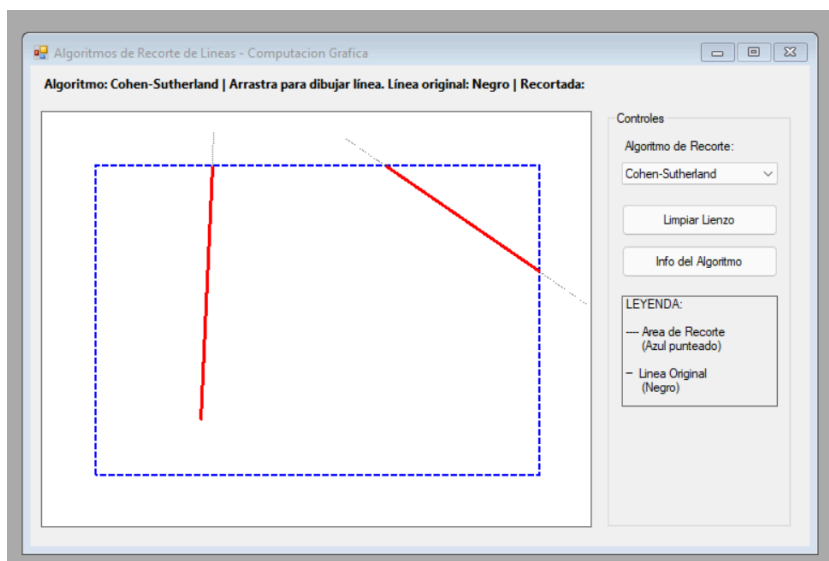 Algoritmos de Recorte de Lineas - Computacion Grafica
Algoritmo: Cohen-Sutherland | Arrastra para dibujar línea. Línea original: Negro | Recortada:
Controles
Algoritmo de Recorte:
Cohen-Sutherland
Limpiar Lienzo
Info del Algoritmo
LEYENDA:
---- Area de Recorte
(Azul punteado)
– Linea Original
(Negro)